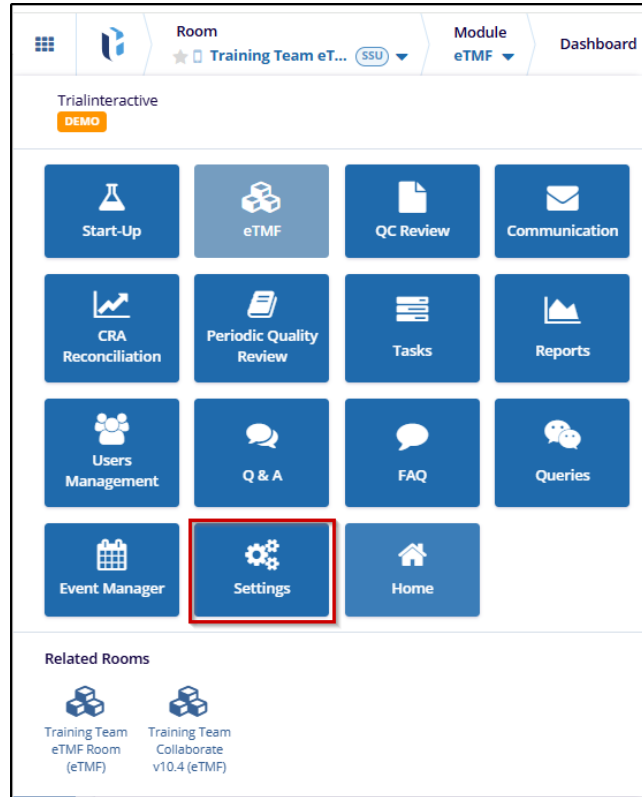 Room
Training Team eT... SSU
Module
eTMF
Dashboard
Trialinteractive
DEMO
Start-Up
eTMF
QC Review
Communication
CRA
Reconciliation
Periodic Quality
Review
Tasks
Reports
Users
Management
Q & A
FAQ
Queries
Event Manager
Settings
Home
Related Rooms
Training Team
eTMF Room
(eTMF)
Training Team
Collaborate
v10.4 (eTMF)